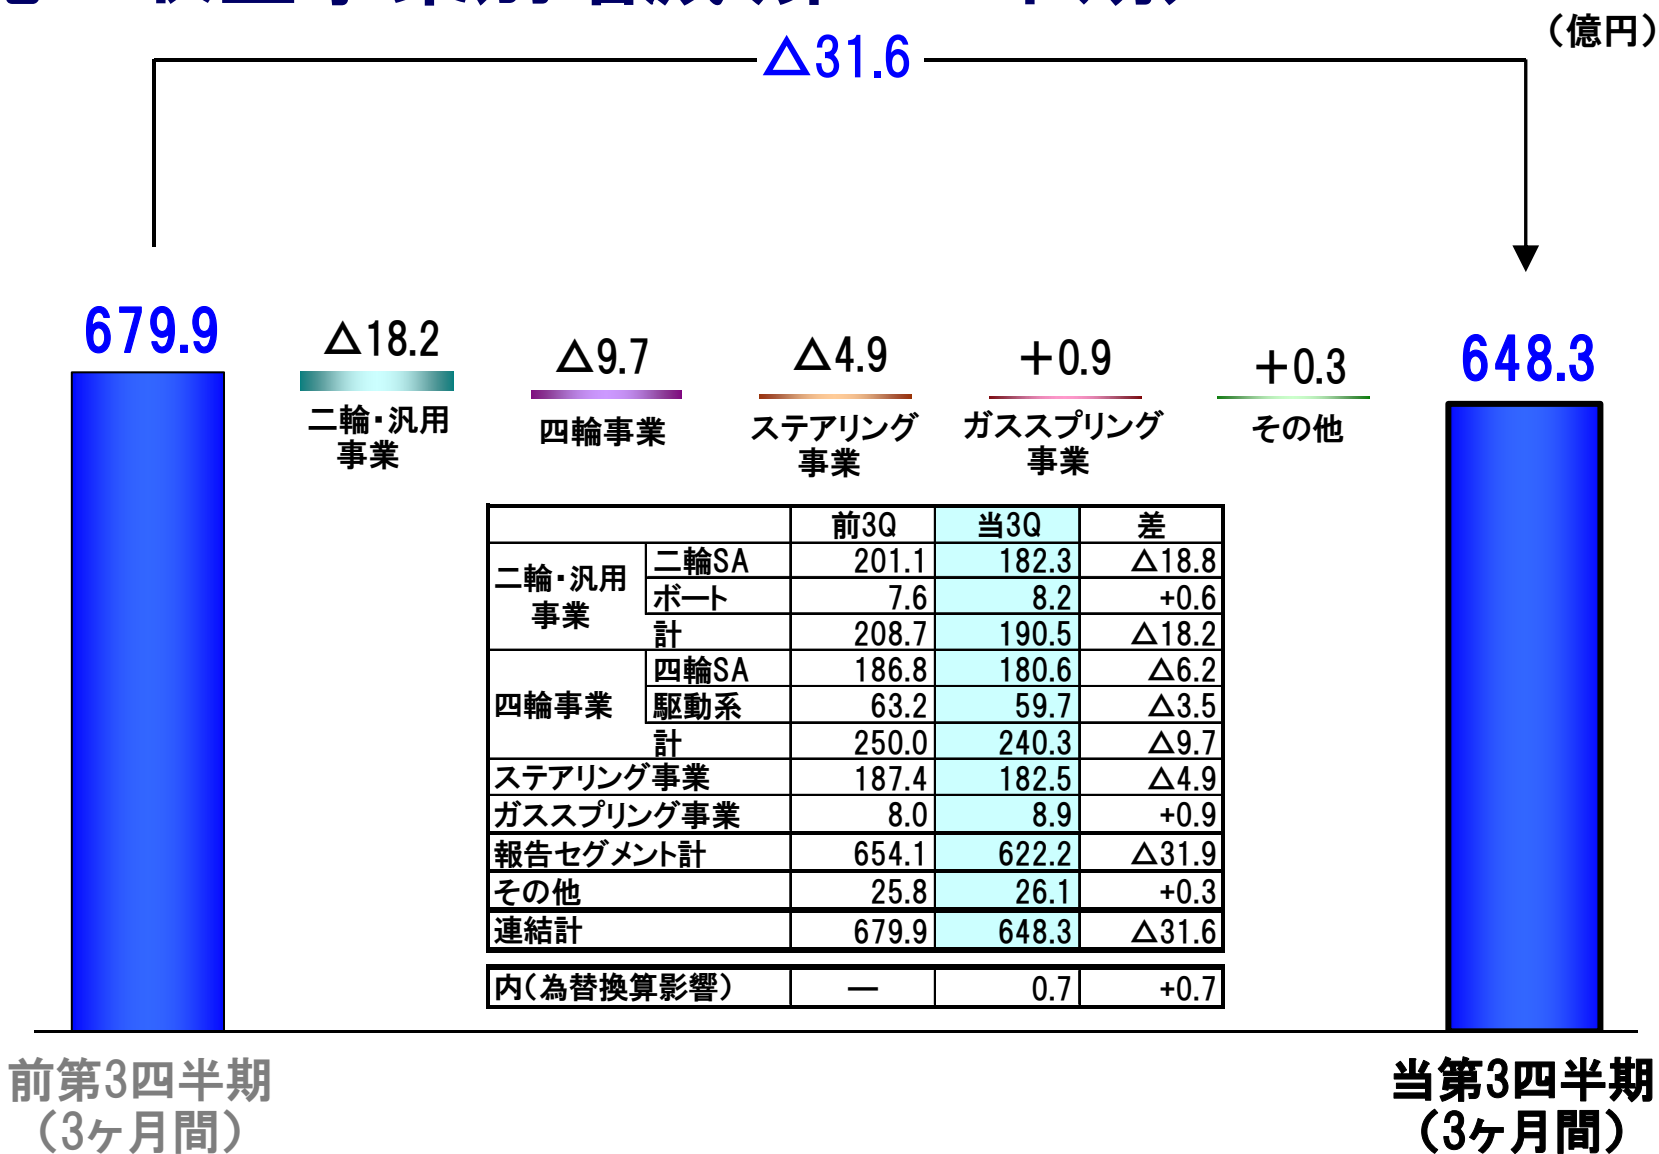 （億円）
△31.6
679.9
△18.2
△9.7
△4.9
＋0.9
＋0.3
648.3
二輪・汎用
事業
四輪事業
ステアリング
事業
ガススプリング
事業
その他
前3Q 当3Q 差
二輪・汎用
事業
二輪SA 201.1 182.3 △18.8
ボート 7.6 8.2 +0.6
計 208.7 190.5 △18.2
四輪事業
四輪SA 186.8 180.6 △6.2
駆動系 63.2 59.7 △3.5
計 250.0 240.3 △9.7
ステアリング事業 187.4 182.5 △4.9
ガススプリング事業 8.0 8.9 +0.9
報告セグメント計 654.1 622.2 △31.9
その他 25.8 26.1 +0.3
連結計 679.9 648.3 △31.6
内（為替換算影響） ― 0.7 +0.7
前第3四半期
（3ヶ月間）
当第3四半期
（3ヶ月間）